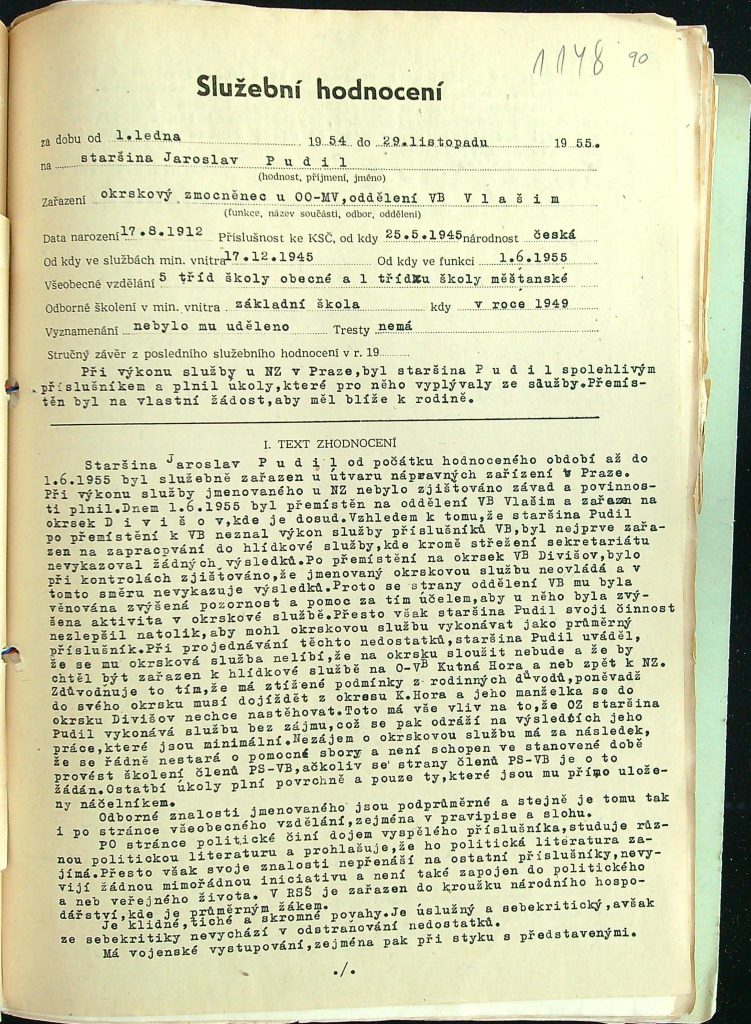 1148 90
Služební hodnocení
za dobu od 1.ledna 1954 do 29.listopadu 1955.
na staršina Jaroslav P u d i l
(hodnost, příjmení, jméno)
Zařazení okrskový zmocněnec u OO-MV,oddělení VB V l a š i m
(funkce, název součásti, odbor, oddělení)
Data narození 17.8.1912 Příslušnost ke KSČ, od kdy 25.5.1945 národnost česká
Od kdy ve službách min. vnitra 17.12.1945 Od kdy ve funkci 1.6.1955
Všeobecné vzdělání 5 tříd školy obecné a 1 třídku školy měšťanské
Odborné školení v min. vnitra základní škola kdy v roce 1949
Vyznamenání nebylo mu uděleno Tresty nemá
Stručný závěr z posledního služebního hodnocení v r. 19
Při výkonu služby u NZ v Praze,byl staršina P u d i l spolehlivým
příslušníkem a plnil ukoly,které pro něho vyplývaly ze služby.Přemís-
těn byl na vlastní žádost,aby měl blíže k rodině.
I. TEXT ZHODNOCENÍ
Staršina Jaroslav P u d i l od počátku hodnoceného období až do
1.6.1955 byl služebně zařazen u útvaru nápravných zařízení v Praze.
Při výkonu služby jmenovaného u NZ nebylo zjištováno závad a povinnos-
ti plnil.Dnem 1.6.1955 byl přemístěn na oddělení VB Vlašim a zařazen na
okrsek D i v i š o v,kde je dosud.Vzhledem k tomu,že staršina Pudil
po přemístění k VB neznal výkon služby příslušníků VB,byl nejprve zařa-
zen na zapracování do hlídkové služby,kde kromě střežení sekretariátu
nevykazoval žádných výsledků.Po přemístění na okrsek VB Divišov,bylo
při kontrolách zjištováno,že jmenovaný okrskovou službu neovládá a v
tomto směru nevykazuje výsledků.Proto se strany oddělení VB mu byla
věnována zvýšená pozornost a pomoc za tím účelem,aby u něho byla zvý-
šena aktivita v okrskové službě.Přesto však staršina Pudil svoji činnost
nezlepšil natolik,aby mohl okrskovou službu vykonávat jako průměrný
příslušník.Při projednávání těchto nedostatků,staršina Pudil uváděl,
že se mu okrsková služba nelíbí,že na okrsku sloužit nebude a že by
chtěl být zařazen k hlídkové službě na O-VB Kutná Hora a neb zpět k NZ.
Zdůvodnuje to tím,že má ztížené podmínky z rodinných důvodů,poněvadž
do svého okrsku musí dojíždět z okresu K.Hora a jeho manželka se do
okrsku Divišov nechce nastěhovat.Toto má vše vliv na to,že OZ staršina
Pudil vykonává službu bez zájmu,což se pak odráží na výsledcích jeho
práce,které jsou minimální.Nezájem o okrskovou službu má za následek,
že se řádně nestará o pomocné sbory a není schopen ve stanovené době
provést školení členů PS-VB,ačkoliv se strany členů PS-VB je o to
žádán.Ostatbí úkoly plní povrchně a pouze ty,které jsou mu přímo ulože-
ny náčelníkem.
Odborné znalosti jmenovaného jsou podprůměrné a stejně je tomu tak
i po stránce všeobecného vzdělání,zejména v pravipise a slohu.
PO stránce politické činí dojem vyspělého příslušníka,studuje růz-
nou politickou literaturu a prohlašuje,že ho politická literatura za-
jímá.Přesto však svoje znalosti nepřenáší na ostatní příslušníky,nevy-
víjí žádnou mimořádnou iniciativu a není také zapojen do politického
a neb veřejného života. V RSŠ je zařazen do kroužku národního hospo-
dářství,kde je průměrným žákem.
Je klidné,tiché a skromné povahy.Je úslužný a sebekritický,avšak
ze sebekritiky nevychází v odstranování nedostatků.
Má vojenské vystupování,zejména pak při styku s představenými.
./.